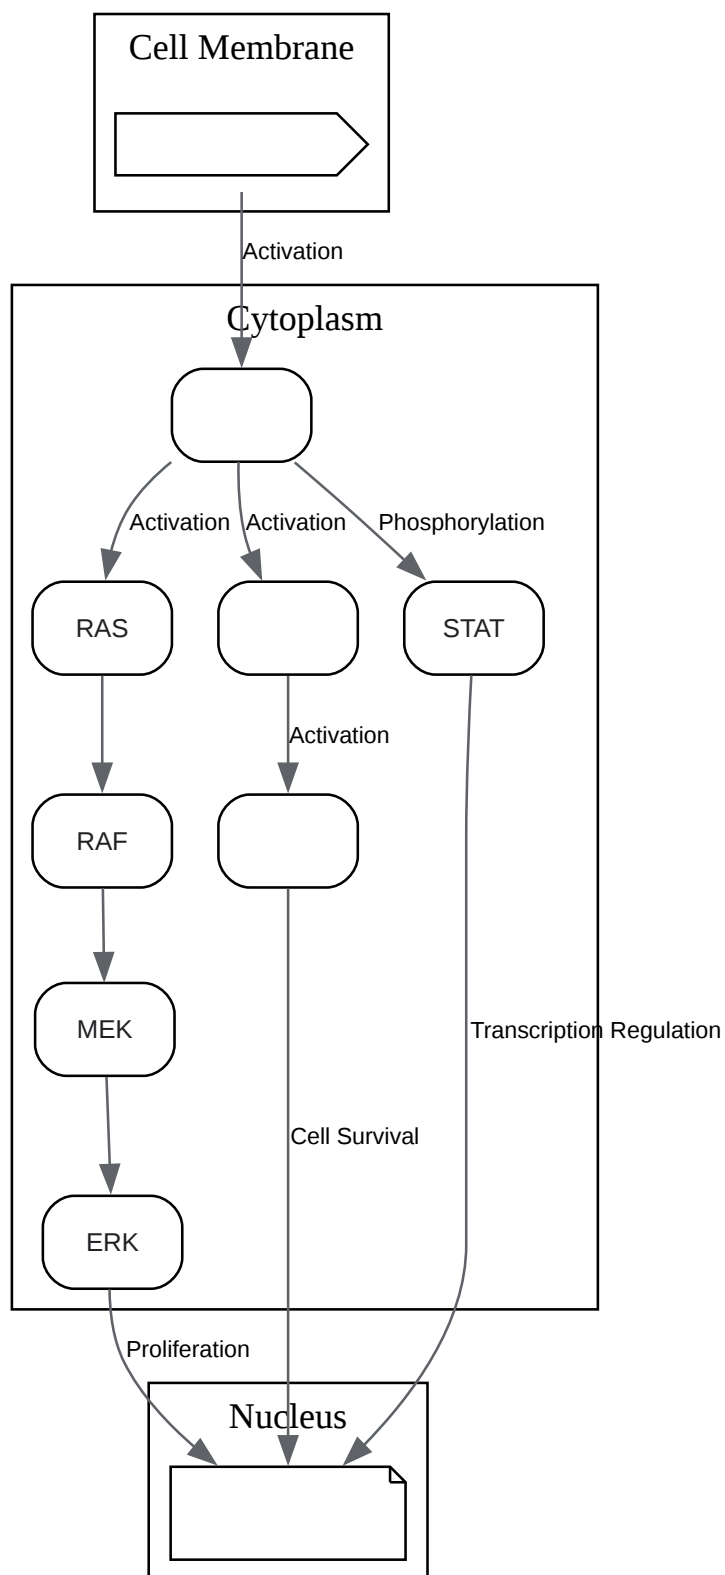 Cell Membrane
Activation
Cytoplasm
Activation
Activation
Phosphorylation
RAS
STAT
Activation
RAF
MEK
Transcription Regulation
Cell Survival
ERK
Proliferation
Nucleus